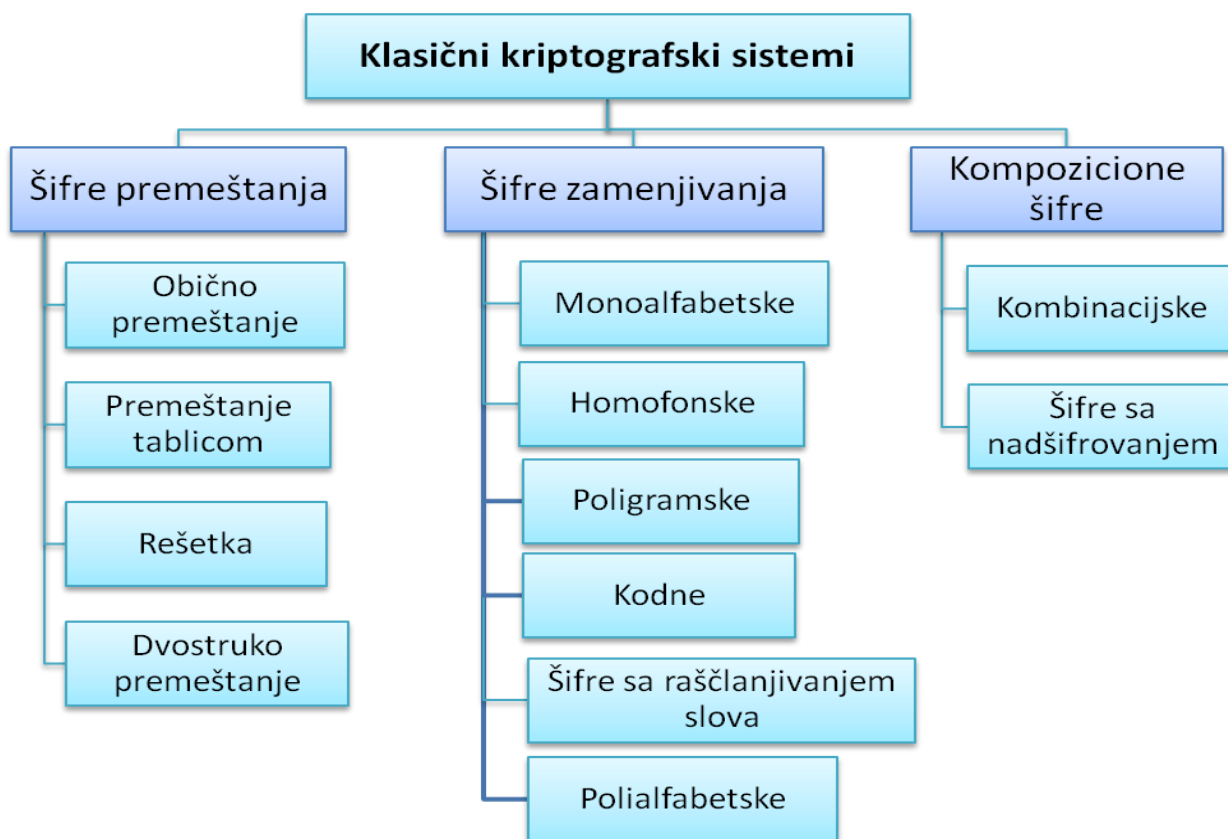 Klasični kriptografski sistemi
Šifre premeštanja
Obično
premeštanje
Premeštanje
tablicom
Rešetka
Dvostruko
premeštanje
Šifre zamenjivanja
Monoalfabetske
Homofonske
Poligramske
Kodne
Šifre sa raščlanjivanjem
slova
Polialfabetske
Kompozicione
šifre
Kombinacijske
Šifre sa
nadšifrovanjem